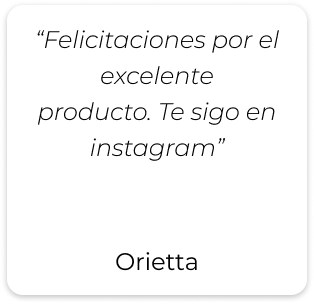 “Felicitaciones por el
excelente
producto. Te sigo en
instagram”
Orietta